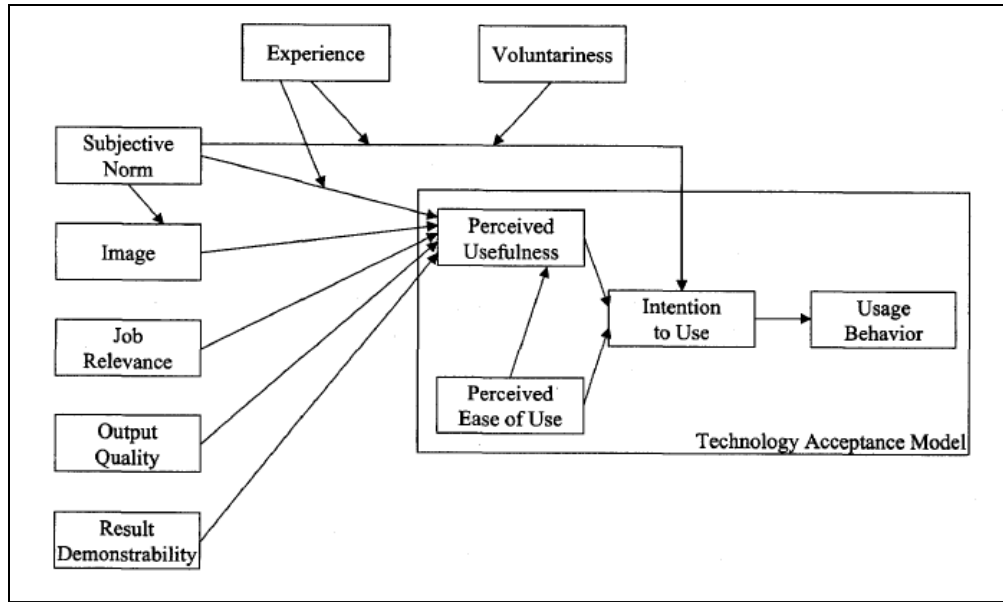 Experience
Voluntariness
Subjective
Norm
Image
Job
Relevance
Output
Quality
Result
Demonstrability
Perceived
Usefulness
Perceived
Ease of Use
Intention
to Use
Usage
Behavior
Technology Acceptance Model